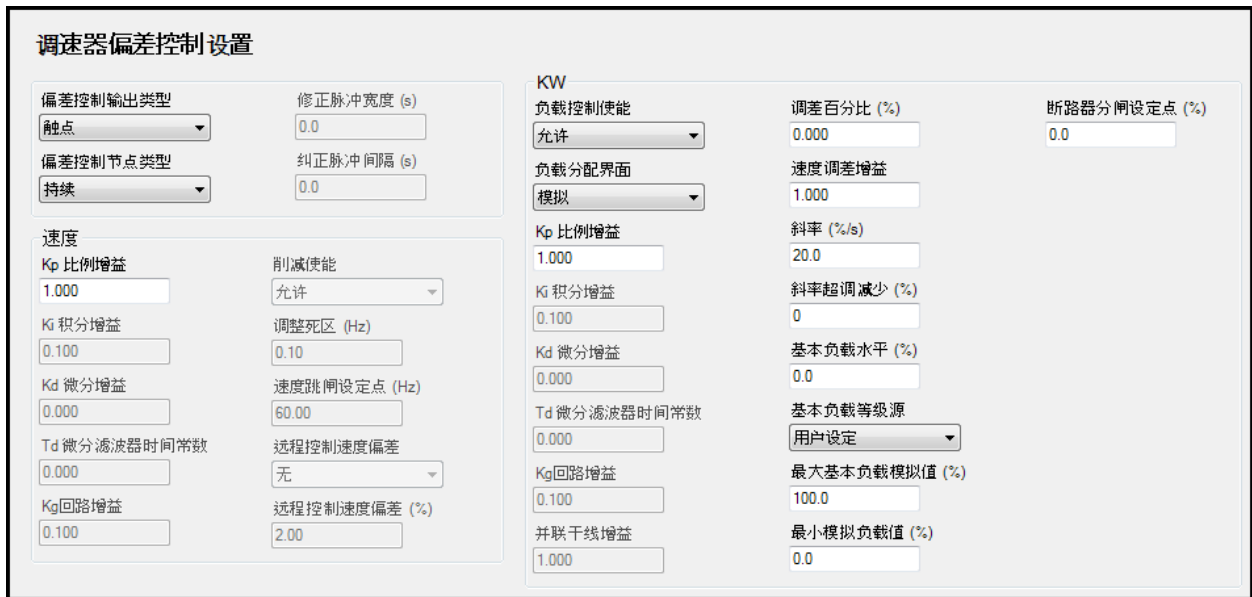 调速器偏差控制设置
偏差控制输出类型
触点
偏差控制节点类型
持续
修正脉冲宽度 (s)
0.0
纠正脉冲间隔 (s)
0.0
速度
Kp 比例增益
1.000
Ki 积分增益
0.100
Kd 微分增益
0.000
Td 微分滤波器时间常数
0.000
Kg回路增益
0.100
削减使能
允许
调整死区 (Hz)
0.10
速度跳闸设定点 (Hz)
60.00
远程控制速度偏差
无
远程控制速度偏差 (%)
2.00
KW
负载控制使能
允许
负载分配界面
模拟
Kp 比例增益
1.000
Ki 积分增益
0.100
Kd 微分增益
0.000
Td 微分滤波器时间常数
0.000
Kg回路增益
0.100
并联干线增益
1.000
调差百分比 (%)
0.000
速度调差增益
1.000
斜率 (%/s)
20.0
斜率超调减少 (%)
0
基本负载水平 (%)
0.0
基本负载等级源
用户设定
最大基本负载模拟值 (%)
100.0
最小模拟负载值 (%)
0.0
断路器分闸设定点 (%)
0.0